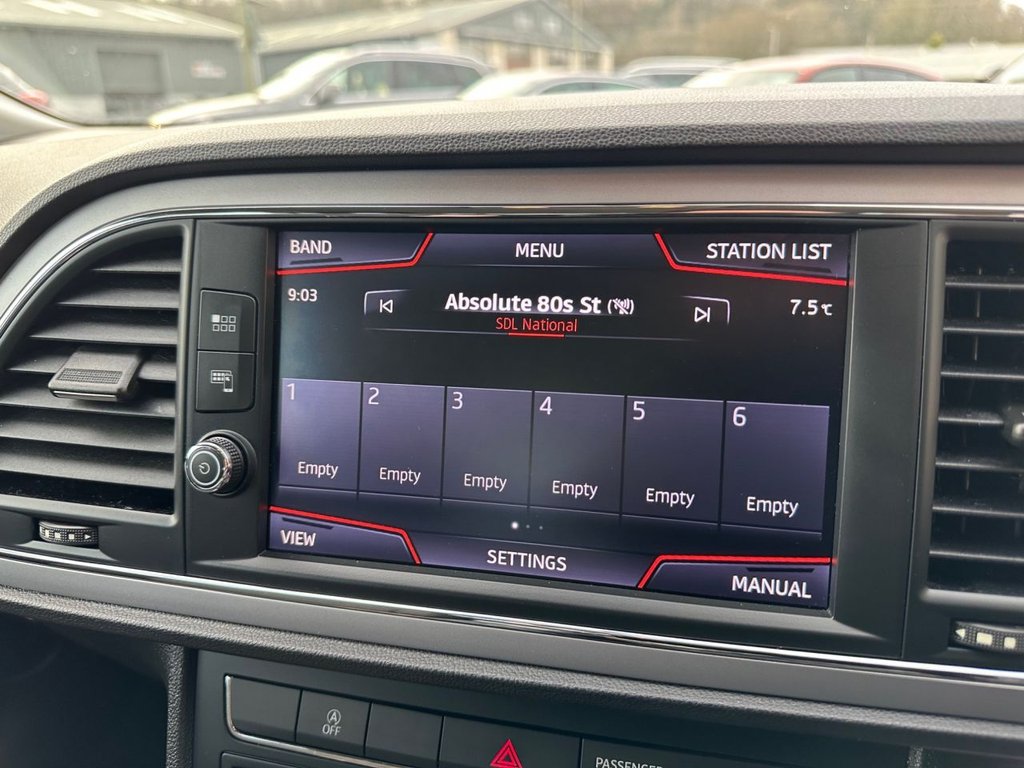 BAND
MENU
STATION LIST
9:03
Absolute 80s St
7.5℃
SDL National
1
2
3
4
5
6
Empty
Empty
Empty
Empty
Empty
Empty
VIEW
SETTINGS
MANUAL
A
OFF
PASSENGER